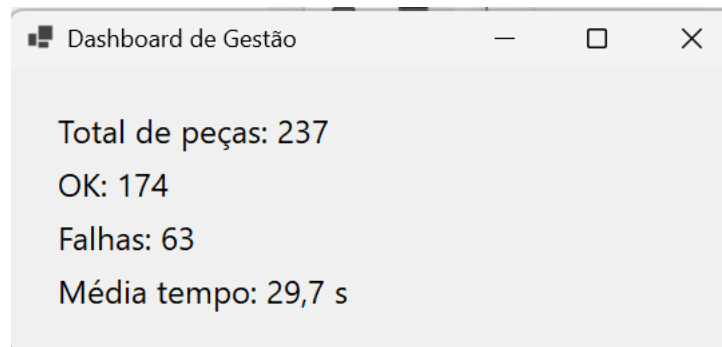 Dashboard de Gestão
Total de peças: 237
OK: 174
Falhas: 63
Média tempo: 29,7 s